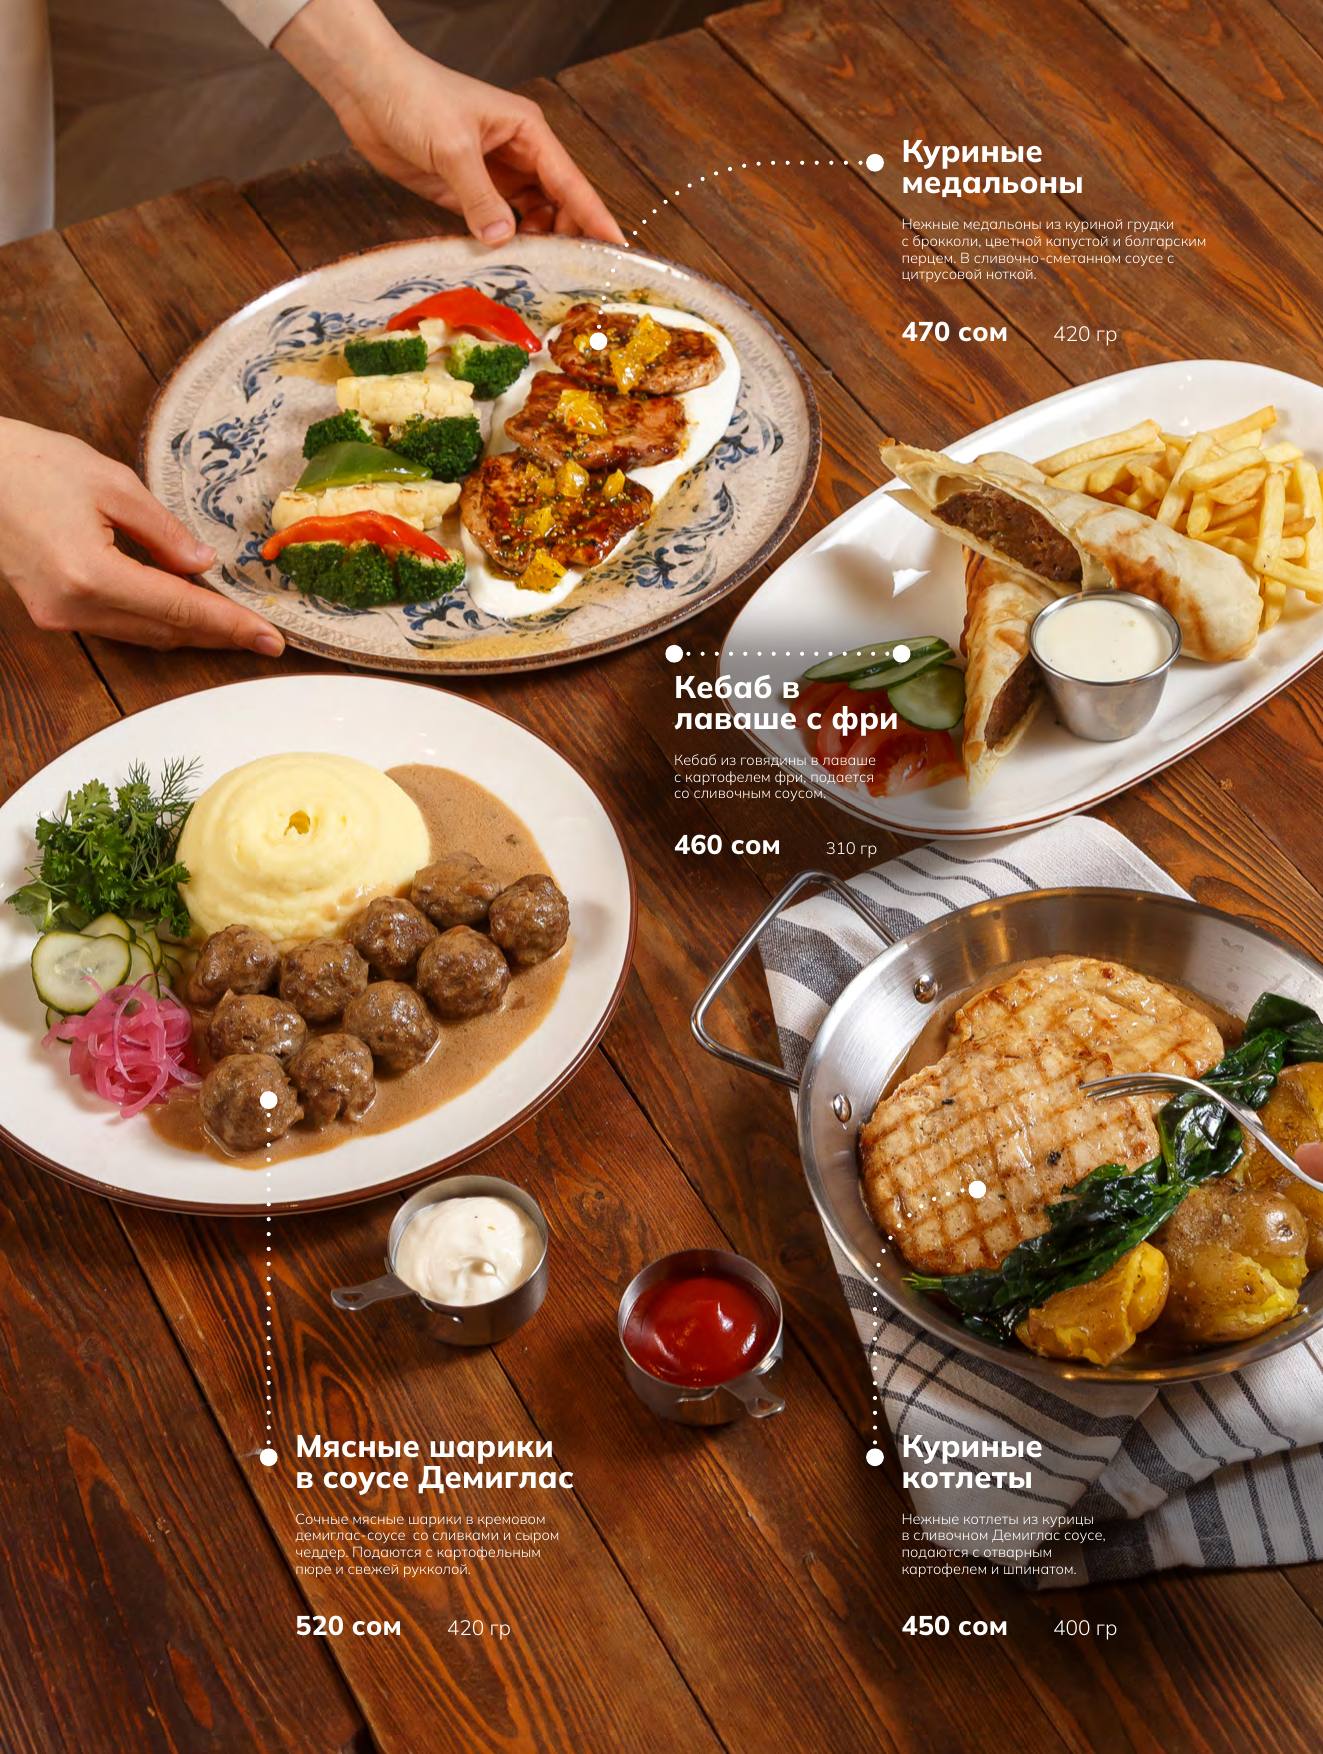 Куриные
медальоны
Нежные медальоны из куриной грудки
с брокколи, цветной капустой и болгарским
перцем. В сливочно-сметанном соусе с
цитрусовой ноткой.
470 сом 420 гр
Кебаб в
лаваше с фри
Кебаб из говядины в лаваше
с картофелем фри, подается
со сливочным соусом.
460 сом 310 гр
Мясные шарики
в соусе Демиглас
Сочные мясные шарики в кремовом
демиглас-соусе со сливками и сыром
чеддер. Подаются с картофельным
пюре и свежей рукколой.
520 сом 420 гр
Куриные
котлеты
Нежные котлеты из курицы
в сливочном Демиглас соусе,
подаются с отварным
картофелем и шпинатом.
450 сом 400 гр